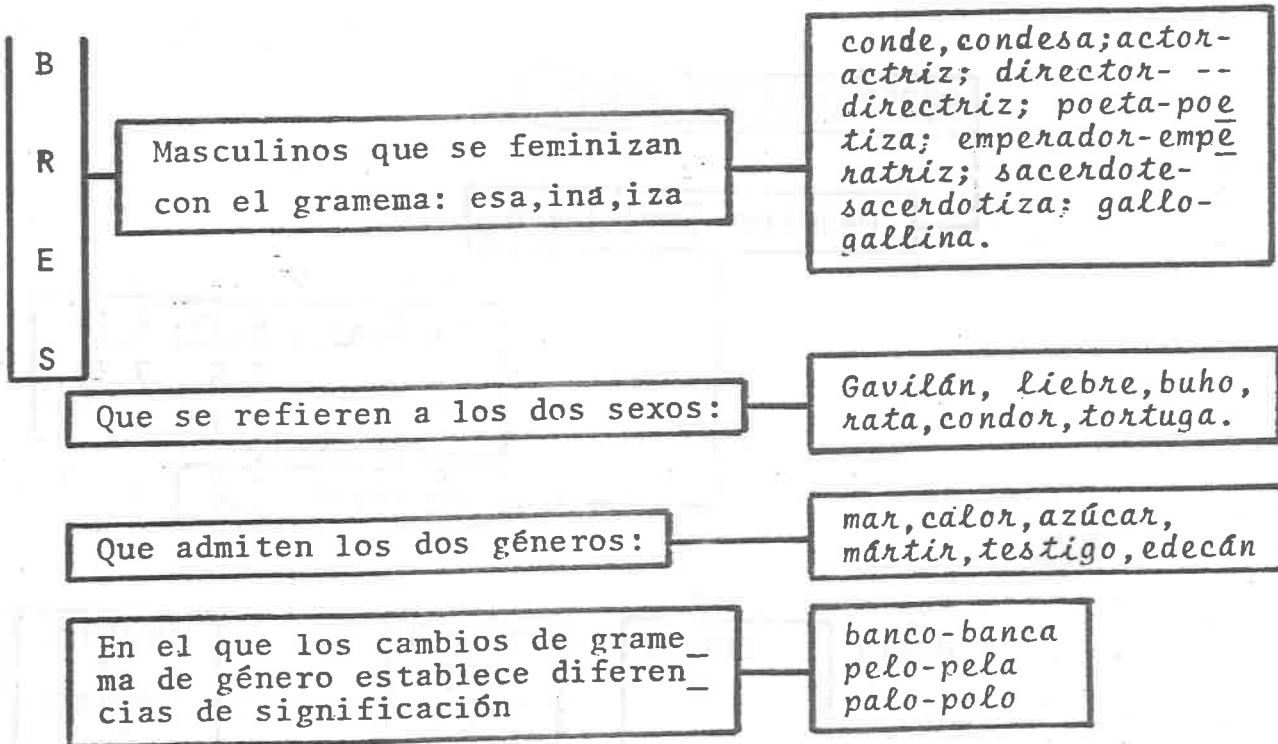 B
R
E
S
Masculinos que se feminizan
con el gramema: esa,ina,iza
conde,condesa;actor-
actriz; director- --
directriz; poeta-poe
tiza; emperador-empe
ratriz; sacerdote-
sacerdotiza: gallo-
gallina.
Que se refieren a los dos sexos:
Gavilán, liebre,buho,
rata,condor,tortuga.
Que admiten los dos géneros:
mar,calor,azúcar,
mártir,testigo,edecán
En el que los cambios de grame_
ma de género establece diferen_
cias de significación
banco-banca
pelo-pela
palo-polo